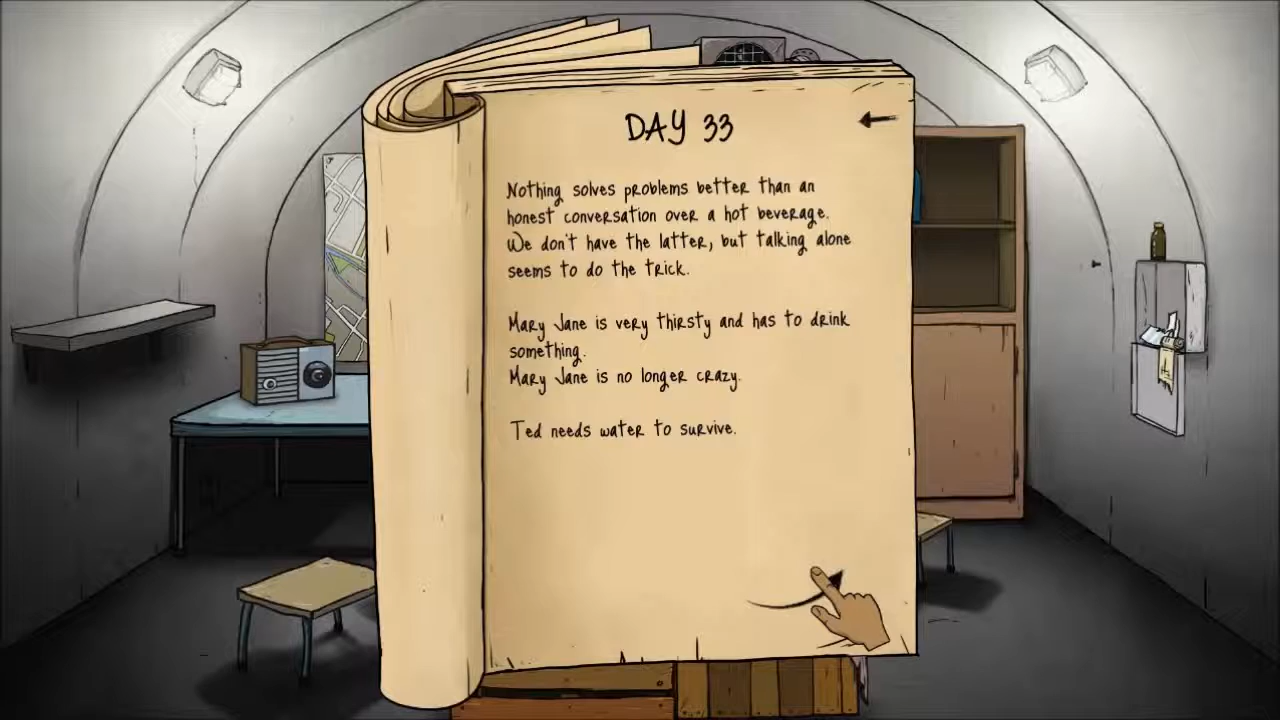 DAY 33
Nothing solves problems better than an
honest conversation over a hot beverage.
We don't have the latter, but talking alone
seems to do the trick.
Mary Jane is very thirsty and has to drink
something.
Mary Jane is no longer crazy.
Ted needs water to survive.